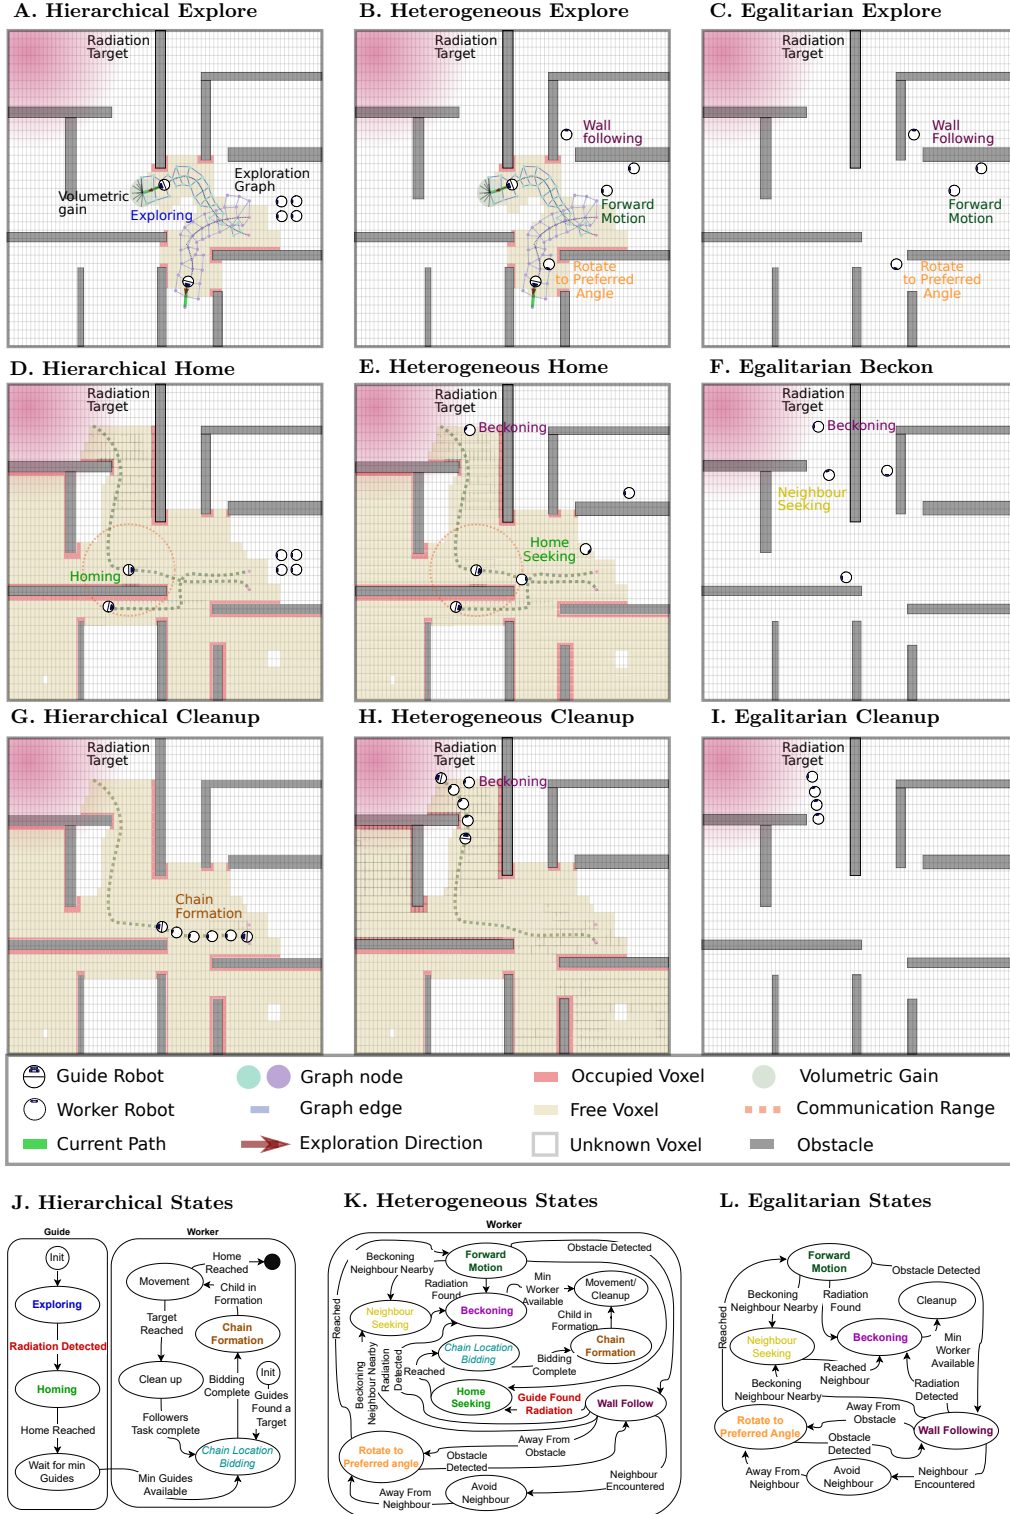 A. Hierarchical Explore
Radiation
Target
Volumetric
gain
Exploring
Exploration
Graph
B. Heterogeneous Explore
Radiation
Target
Wall
following
Forward
Motion
Rotate
to Preferred
Angle
C. Egalitarian Explore
Radiation
Target
Wall
Following
Forward
Motion
Rotate
to Preferred
Angle
D. Hierarchical Home
Radiation
Target
Homing
E. Heterogeneous Home
Radiation
Target
Beckoning
Home
Seeking
F. Egalitarian Beckon
Radiation
Target
Beckoning
Neighbour
Seeking
G. Hierarchical Cleanup
Radiation
Target
Chain
Formation
H. Heterogeneous Cleanup
Radiation
Target
Beckoning
I. Egalitarian Cleanup
Radiation
Target
Guide Robot
Graph node
Occupied Voxel
Volumetric Gain
Worker Robot
Graph edge
Free Voxel
Communication Range
Current Path
Exploration Direction
Unknown Voxel
Obstacle
J. Hierarchical States
Guide
Init
Exploring
Radiation Detected
Homing
Home Reached
Wait for min
Guides
Min Guides
Available
Worker
Home
Reached
Movement
Child in
Formation
Target
Reached
Chain
Formation
Clean up
Bidding
Complete
Init
Guides
Found a
Target
Followers
Task complete
Chain Location
Bidding
K. Heterogeneous States
Worker
Beckoning
Neighbour Nearby
Forward
Motion
Obstacle Detected
Radiation
Found
Min
Worker
Available
Movement/
Cleanup
Neighbour
Seeking
Beckoning
Child in
Formation
Reached
Beckoning
Neighbour Nearby
Radiation
Detected
Chain Location
Bidding
Chain
Formation
Reached
Bidding
Complete
Home
Seeking
Guide Found
Radiation
Wall Follow
Away From
Obstacle
Rotate to
Preferred angle
Obstacle
Detected
Neighbour
Encountered
Away From
Neighbour
Avoid
Neighbour
L. Egalitarian States
Forward
Motion
Obstacle Detected
Beckoning
Neighbour Nearby
Radiation
Found
Cleanup
Reached
Neighbour
Seeking
Beckoning
Min
Worker
Available
Reached
Neighbour
Beckoning
Neighbour Nearby
Radiation
Detected
Away From
Obstacle
Rotate to
Preferred Angle
Wall Following
Obstacle
Detected
Away From
Neighbour
Avoid
Neighbour
Neighbour
Encountered